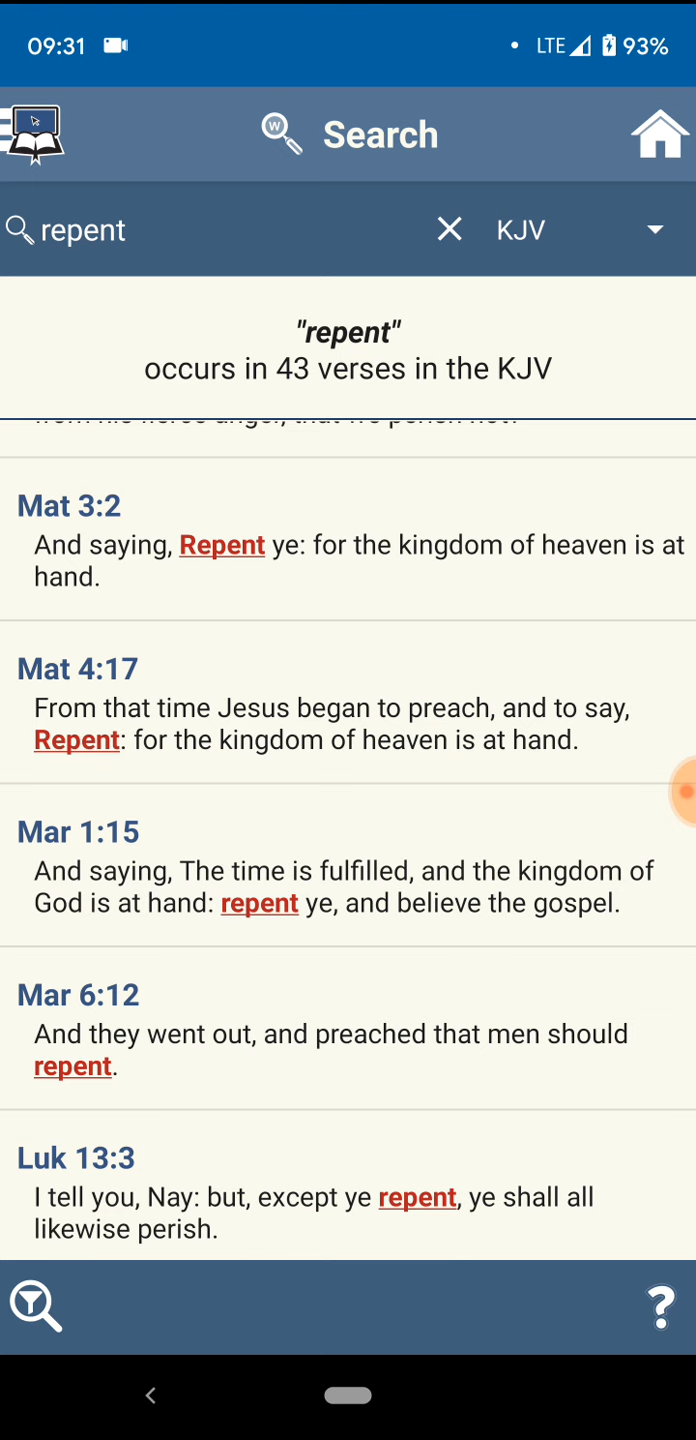 09:31 LTE 93%
W Search
repent KJV
"repent"
occurs in 43 verses in the KJV
Mat 3:2
And saying, Repent ye: for the kingdom of heaven is at
hand.
Mat 4:17
From that time Jesus began to preach, and to say,
Repent: for the kingdom of heaven is at hand.
Mar 1:15
And saying, The time is fulfilled, and the kingdom of
God is at hand: repent ye, and believe the gospel.
Mar 6:12
And they went out, and preached that men should
repent.
Luk 13:3
I tell you, Nay: but, except ye repent, ye shall all
likewise perish.
?